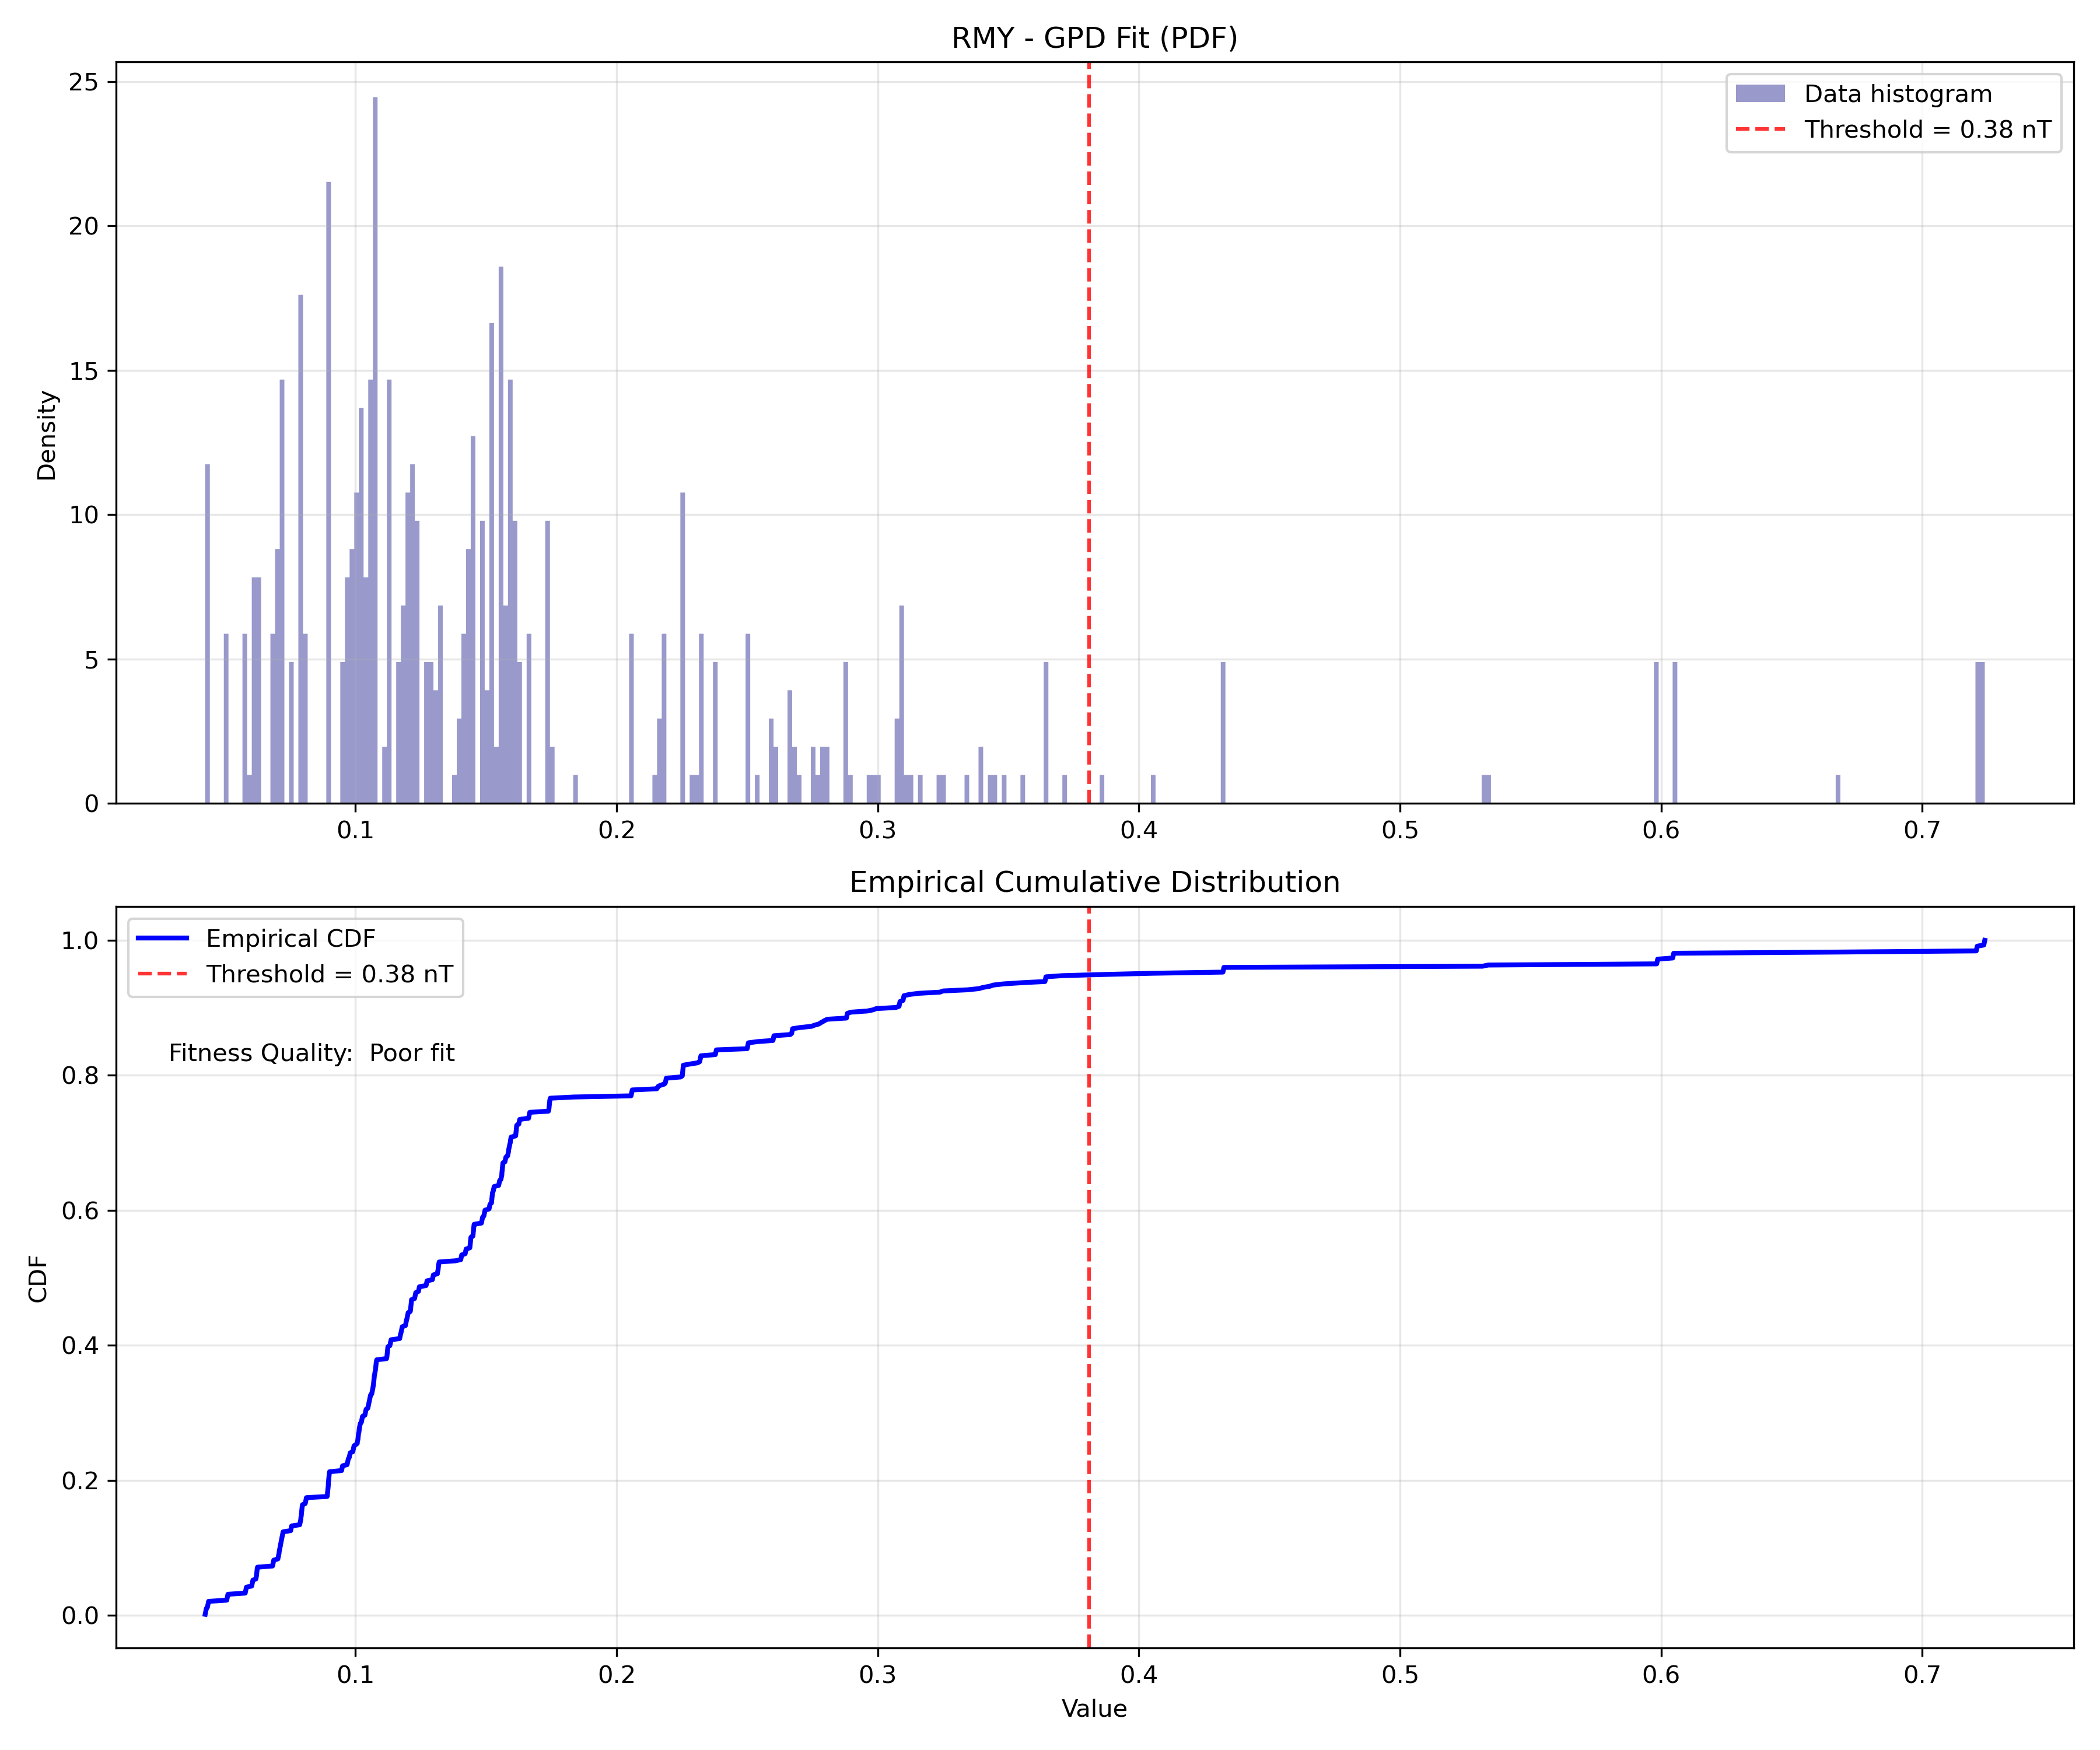 RMY - GPD Fit (PDF)
25
20
15
10
5
0
Density
Data histogram
Threshold = 0.38 nT
0.1 0.2 0.3 0.4 0.5 0.6 0.7
Empirical Cumulative Distribution
1.0
0.8
0.6
0.4
0.2
0.0
CDF
Empirical CDF
Threshold = 0.38 nT
Fitness Quality: Poor fit
0.1 0.2 0.3 0.4 0.5 0.6 0.7
Value